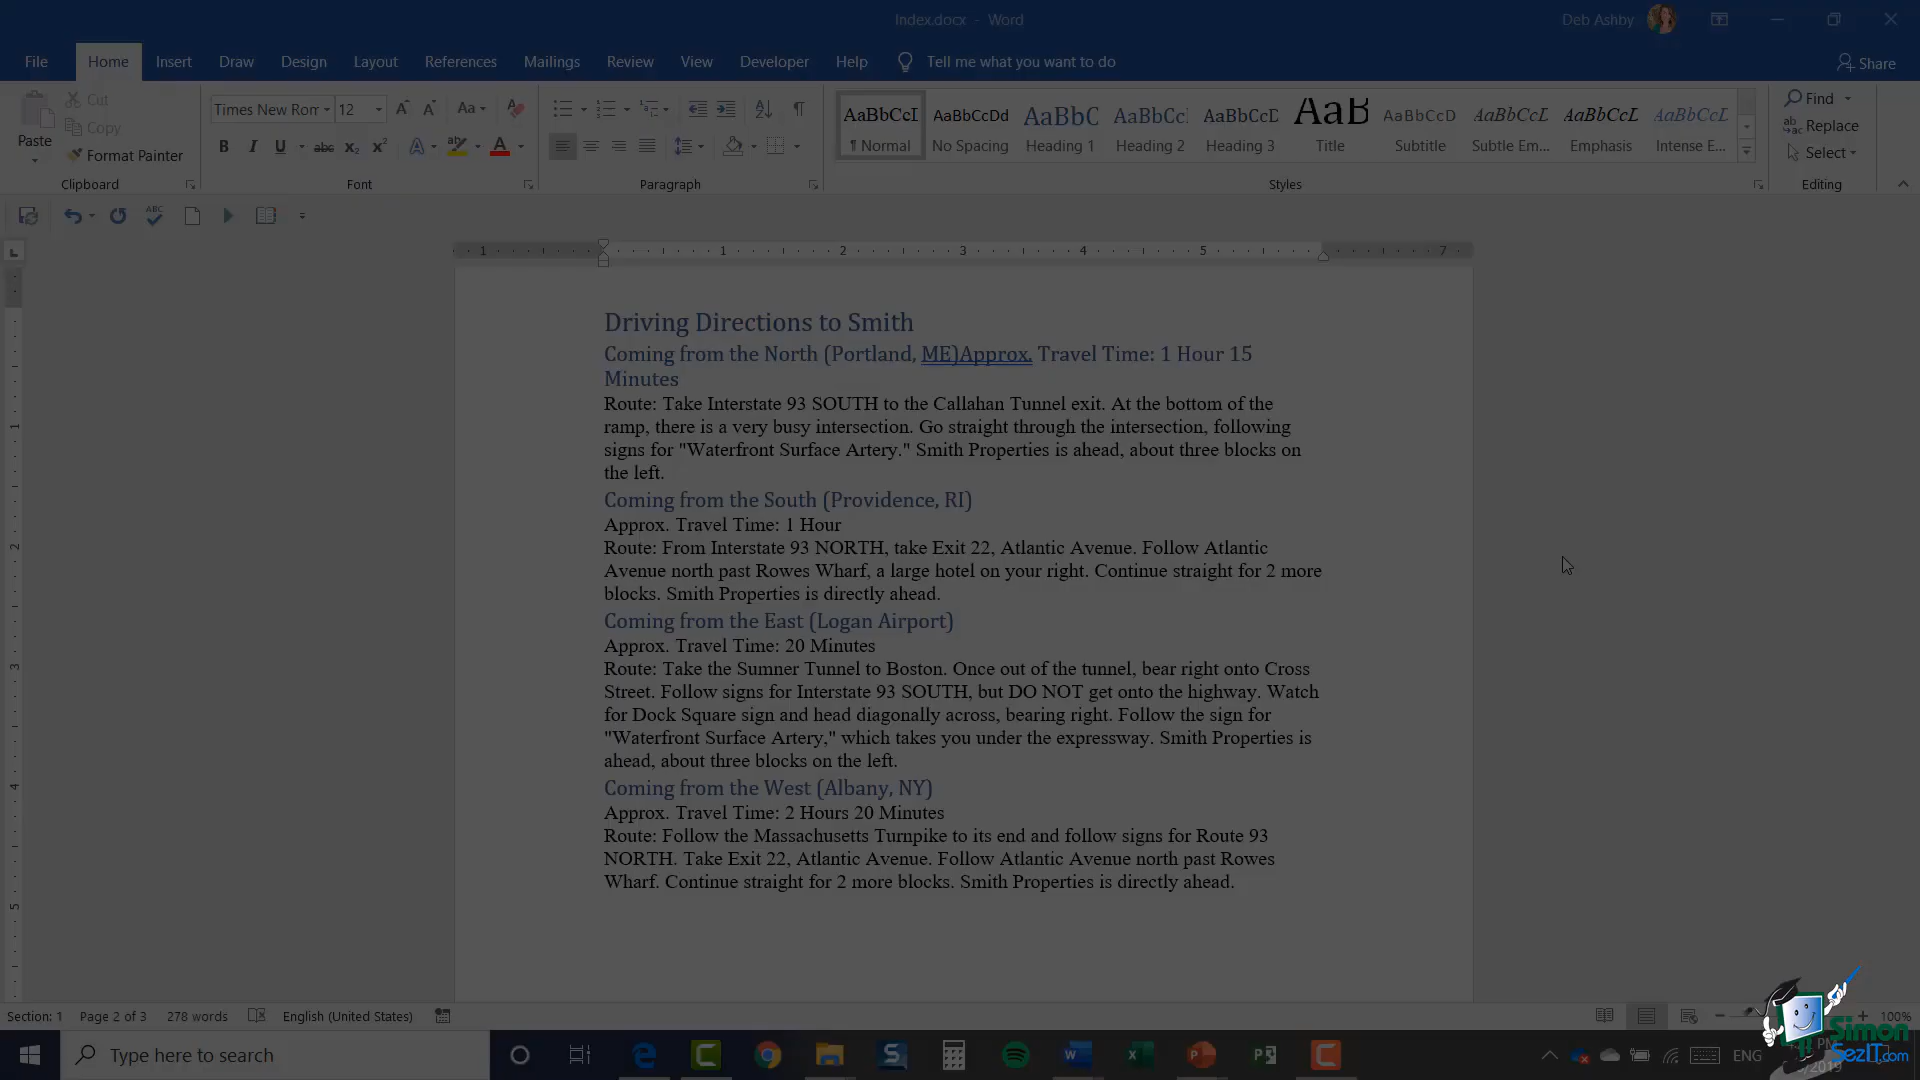 Index.docx - Word
Deb Ashby
File Home Insert Draw Design Layout References Mailings Review View Developer Help Tell me what you want to do Share
Paste
Cut
Copy
Format Painter
Clipboard
Times New Rom 12
Font
Paragraph
AaBbCcI AaBbCcDd AaBbC AaBbCc AaBbCcD AaB AaBbCcD AaBbCcL AaBbCcL AaBbCcL
¶ Normal No Spacing Heading 1 Heading 2 Heading 3 Title Subtitle Subtle Em... Emphasis Intense E...
Styles
Find
Replace
Select
Editing
1 1 2 3 4 5 7
Driving Directions to Smith
Coming from the North (Portland, ME)Approx. Travel Time: 1 Hour 15
Minutes
Route: Take Interstate 93 SOUTH to the Callahan Tunnel exit. At the bottom of the
ramp, there is a very busy intersection. Go straight through the intersection, following
signs for "Waterfront Surface Artery." Smith Properties is ahead, about three blocks on
the left.
Coming from the South (Providence, RI)
Approx. Travel Time: 1 Hour
Route: From Interstate 93 NORTH, take Exit 22, Atlantic Avenue. Follow Atlantic
Avenue north past Rowes Wharf, a large hotel on your right. Continue straight for 2 more
blocks. Smith Properties is directly ahead.
Coming from the East (Logan Airport)
Approx. Travel Time: 20 Minutes
Route: Take the Sumner Tunnel to Boston. Once out of the tunnel, bear right onto Cross
Street. Follow signs for Interstate 93 SOUTH, but DO NOT get onto the highway. Watch
for Dock Square sign and head diagonally across, bearing right. Follow the sign for
"Waterfront Surface Artery," which takes you under the expressway. Smith Properties is
ahead, about three blocks on the left.
Coming from the West (Albany, NY)
Approx. Travel Time: 2 Hours 20 Minutes
Route: Follow the Massachusetts Turnpike to its end and follow signs for Route 93
NORTH. Take Exit 22, Atlantic Avenue. Follow Atlantic Avenue north past Rowes
Wharf. Continue straight for 2 more blocks. Smith Properties is directly ahead.
Section: 1 Page 2 of 3 278 words English (United States) 100%
Type here to search
ENG
Simon
SezIT.com